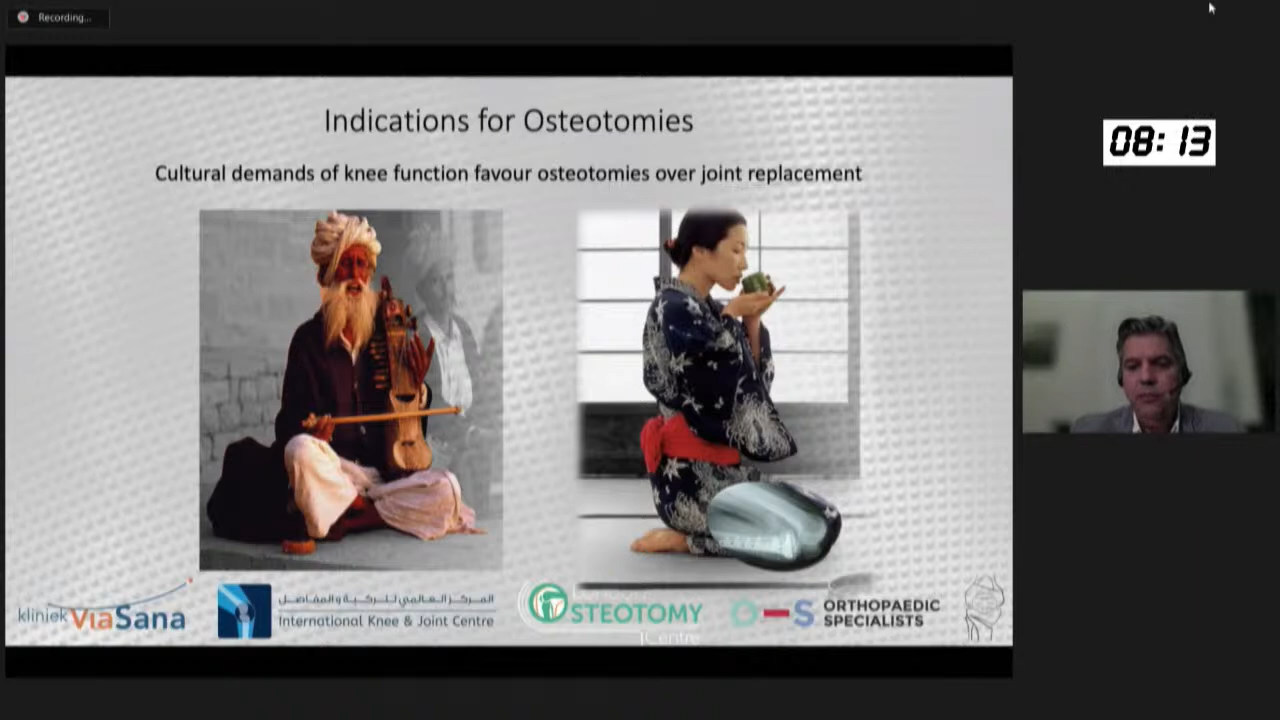 Recording...
Indications for Osteotomies
Cultural demands of knee function favour osteotomies over joint replacement
08:13
kliniek ViaSana
المركز العالمي للركبة والمفاصل
International Knee & Joint Centre
OSTEOTOMY
Centre
O-S ORTHOPAEDIC
SPECIALISTS